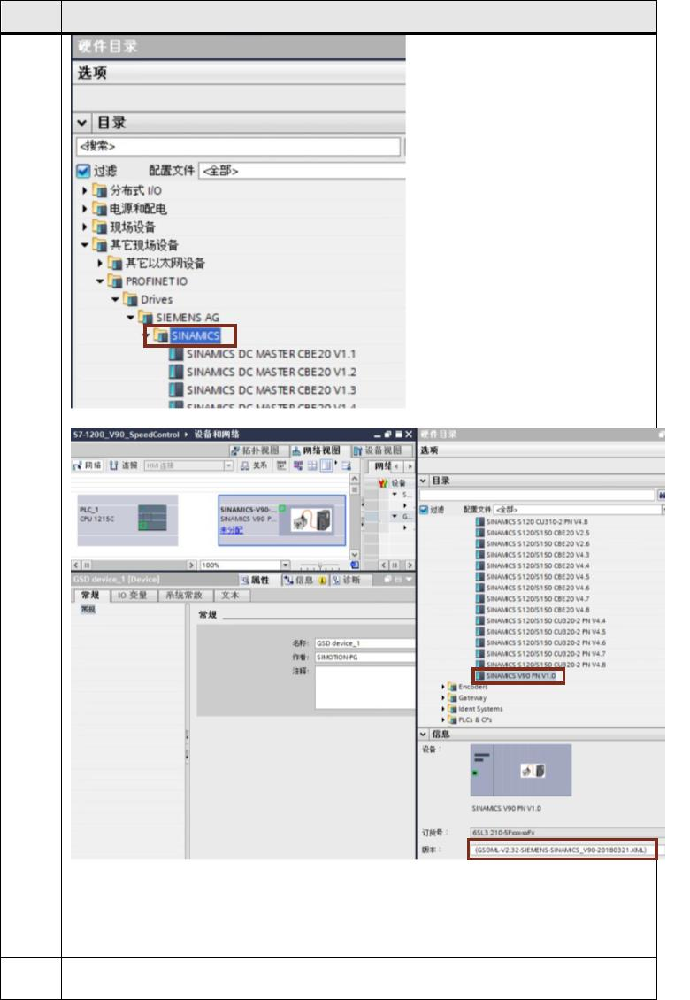 硬件目录
选项
目录
<搜索>
过滤 配置文件 <全部>
分布式 I/O
电源和配电
现场设备
其它现场设备
其它以太网设备
PROFINET IO
Drives
SIEMENS AG
SINAMICS
SINAMICS DC MASTER CBE20 V1.1
SINAMICS DC MASTER CBE20 V1.2
SINAMICS DC MASTER CBE20 V1.3
SINAMICS DC MASTER CBE20 V1.4
S7-1200_V90_SpeedControl 设备和网络
拓扑视图 网络视图 设备视图
网络 连接 HMI 连接 关系 网络
设备
S...
G...
PLC_1
CPU 1215C
SINAMICS-V90-...
SINAMICS V90 P...
未分配
100%
GSD device_1 [Device]
属性 信息 诊断
常规 IO 变量 系统常数 文本
常规
常规
名称: GSD device_1
作者: SIMOTION-PG
注释:
硬件目录
选项
目录
过滤 配置文件 <全部>
SINAMICS S120 CU310-2 PN V4.8
SINAMICS S120/S150 CBE20 V2.5
SINAMICS S120/S150 CBE20 V2.6
SINAMICS S120/S150 CBE20 V4.3
SINAMICS S120/S150 CBE20 V4.4
SINAMICS S120/S150 CBE20 V4.5
SINAMICS S120/S150 CBE20 V4.6
SINAMICS S120/S150 CBE20 V4.7
SINAMICS S120/S150 CBE20 V4.8
SINAMICS S120/S150 CU320-2 PN V4.4
SINAMICS S120/S150 CU320-2 PN V4.5
SINAMICS S120/S150 CU320-2 PN V4.6
SINAMICS S120/S150 CU320-2 PN V4.7
SINAMICS S120/S150 CU320-2 PN V4.8
SINAMICS V90 PN V1.0
Encoders
Gateway
Ident Systems
PLCs & CPs
信息
设备:
SINAMICS V90 PN V1.0
订货号: 6SL3 210-5Fxxx-xxFx
版本: (GSDML-V2.32-SIEMENS-SINAMICS_V90-20180321.XML)